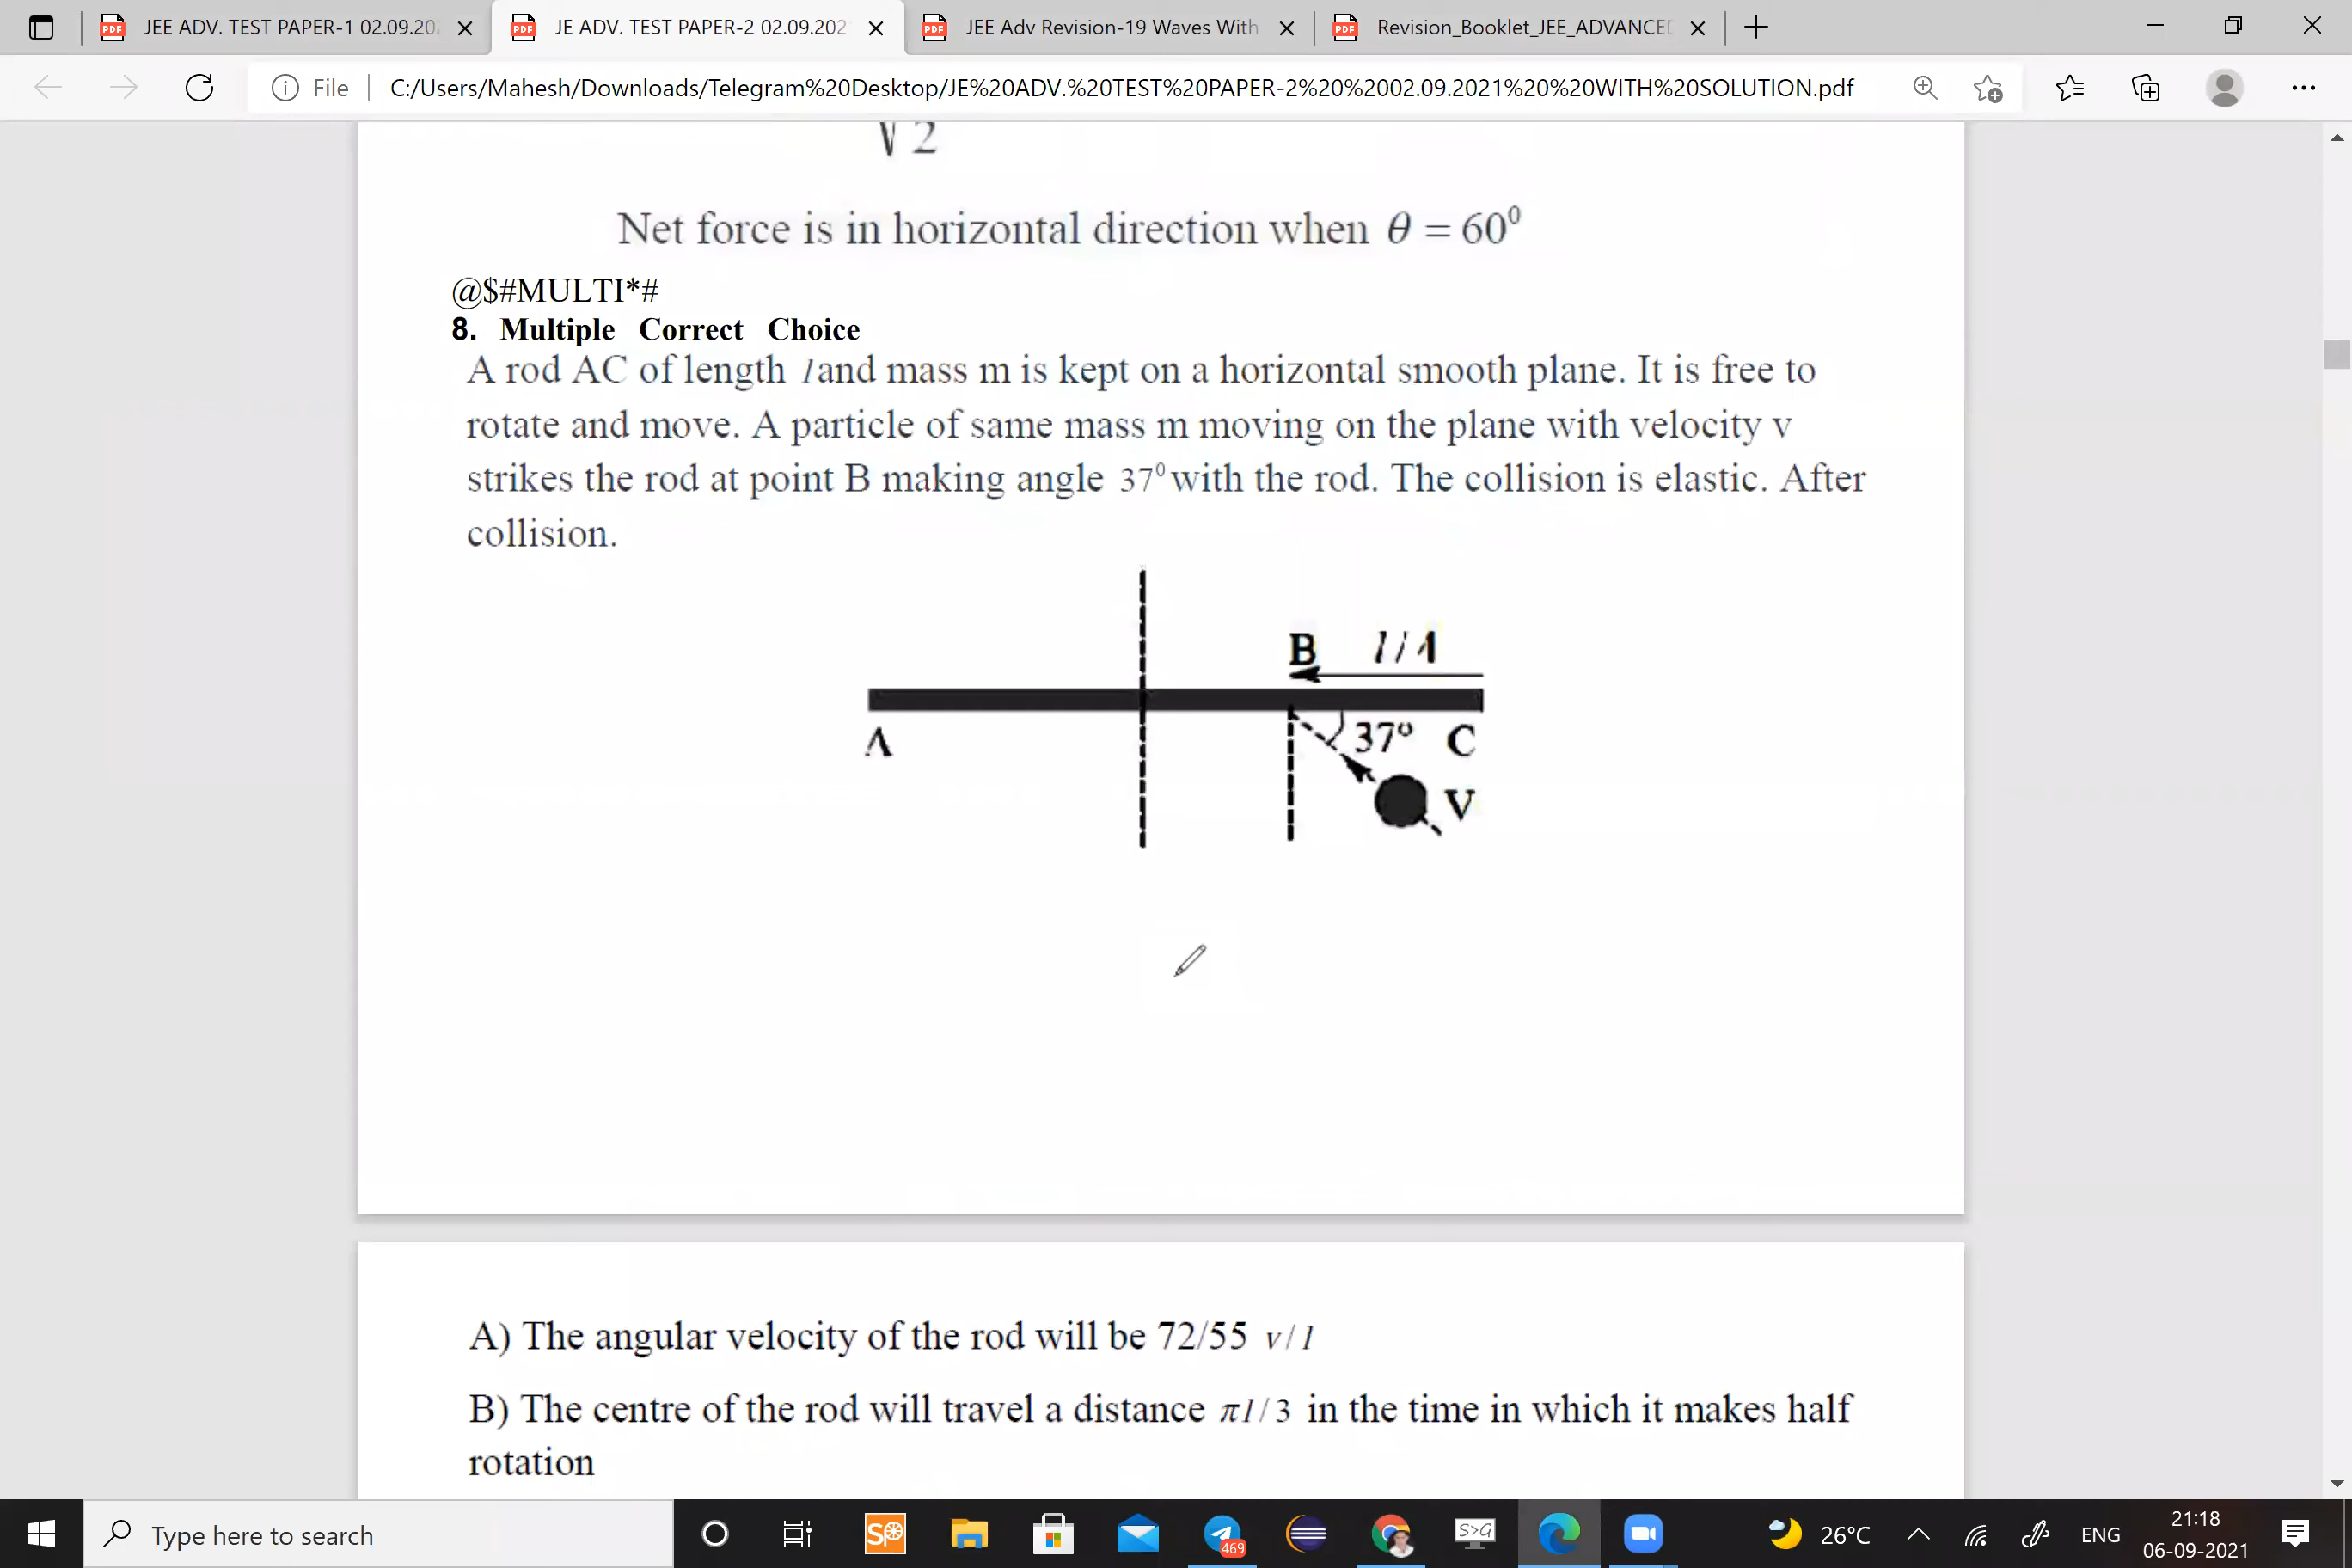 JEE ADV. TEST PAPER-1 02.09.20
JE ADV. TEST PAPER-2 02.09.202
JEE Adv Revision-19 Waves With
Revision_Booklet_JEE_ADVANCED
File
C:/Users/Mahesh/Downloads/Telegram%20Desktop/JE%20ADV.%20TEST%20PAPER-2%20%2002.09.2021%20%20WITH%20SOLUTION.pdf
√2
Net force is in horizontal direction when θ = 60⁰
@$#MULTI*#
8. Multiple Correct Choice
A rod AC of length l and mass m is kept on a horizontal smooth plane. It is free to
rotate and move. A particle of same mass m moving on the plane with velocity v
strikes the rod at point B making angle 37⁰ with the rod. The collision is elastic. After
collision.
B l/4
A 37° C
V
A) The angular velocity of the rod will be 72/55 v/l
B) The centre of the rod will travel a distance πl/3 in the time in which it makes half
rotation
Type here to search
SP
469
S>G
26°C
ENG
21:18
06-09-2021